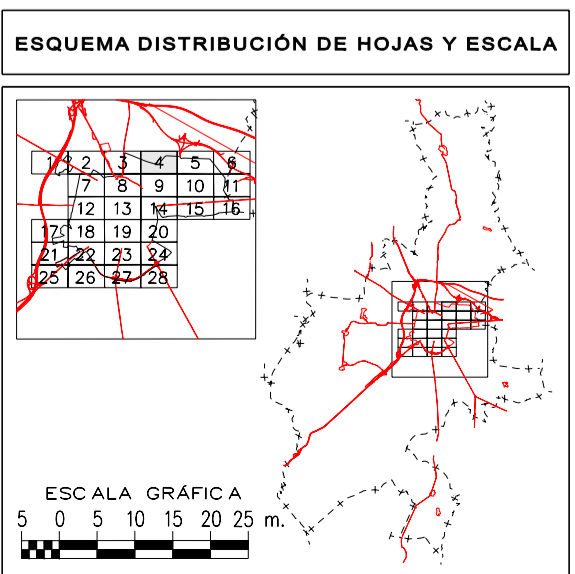 ESQUEMA DISTRIBUCIÓN DE HOJAS Y ESCALA
1 2 3 4 5 6
7 8 9 10 11
12 13 14 15 16
17 18 19 20
21 22 23 24
25 26 27 28
ESCALA GRÁFICA
5 0 5 10 15 20 25 m.